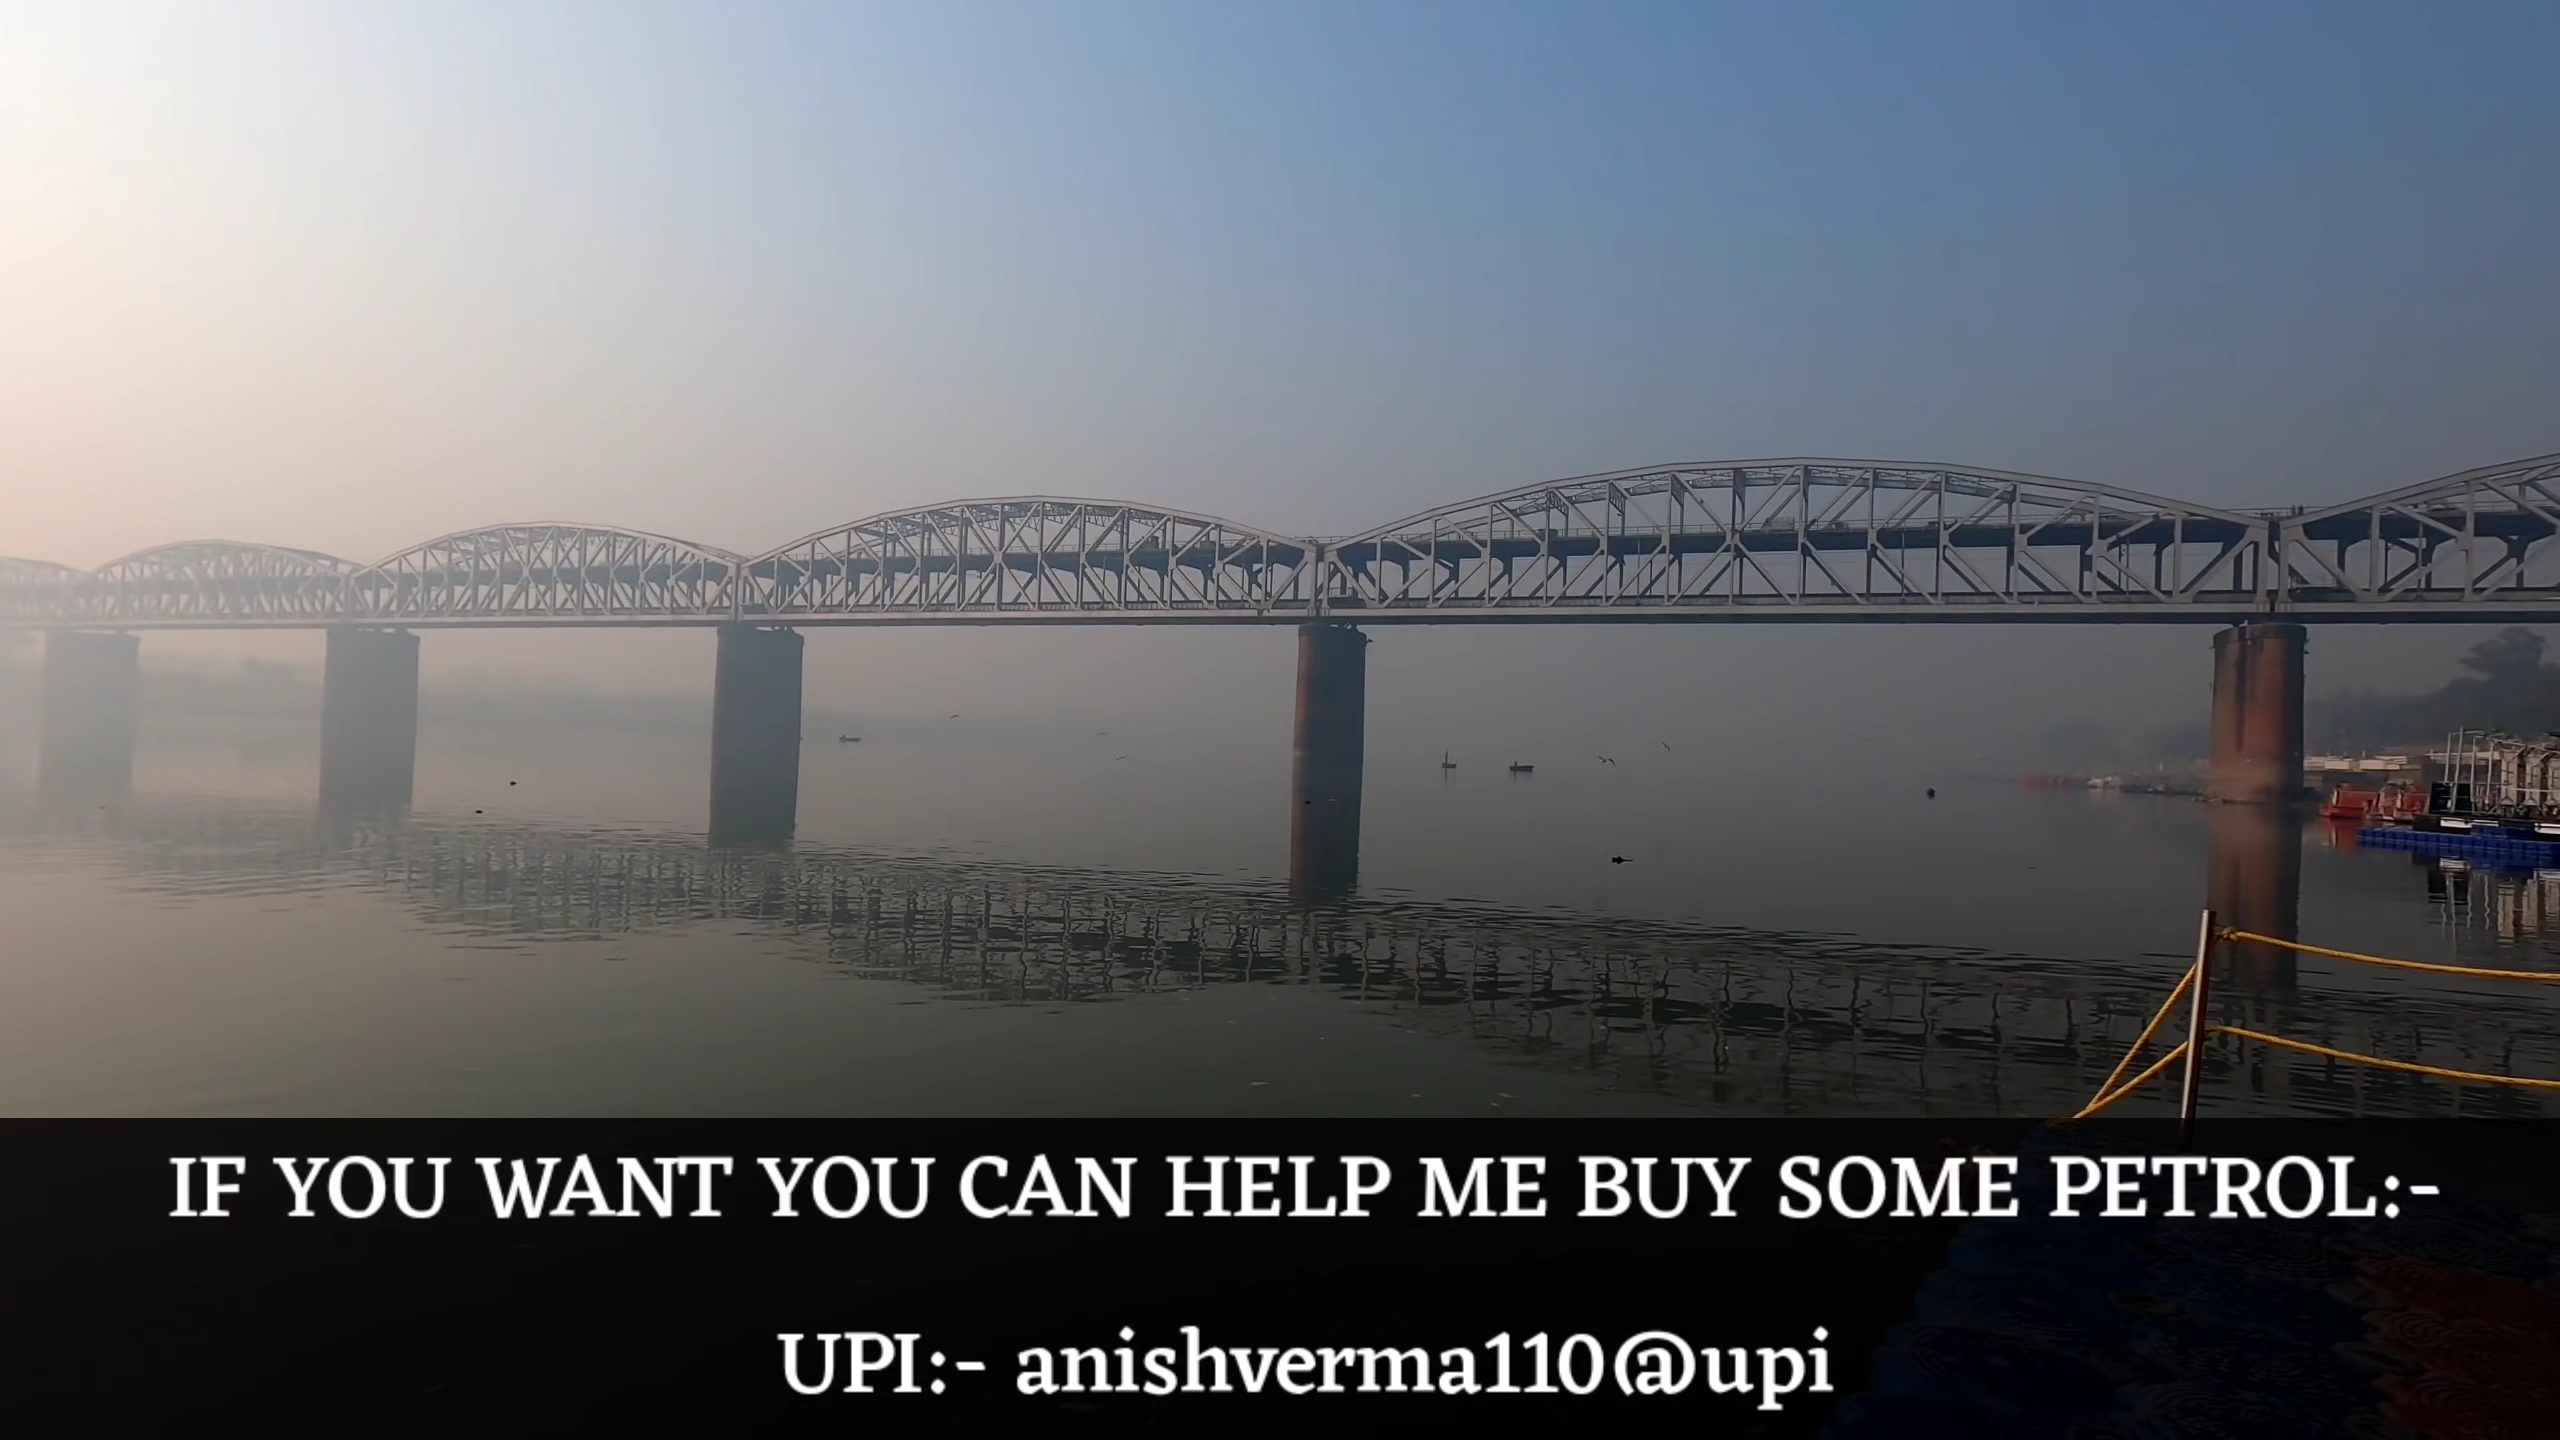 IF YOU WANT YOU CAN HELP ME BUY SOME PETROL:-
UPI:- anishverma110@upi